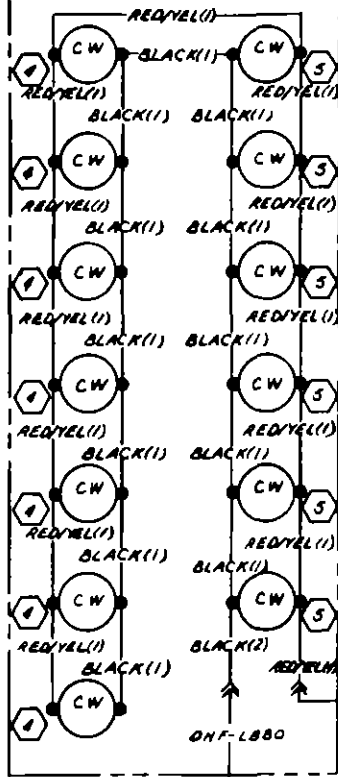 RED/YEL(1)
4 CW BLACK(1) CW 5
RED/YEL(1) RED/YEL(1)
BLACK(1) BLACK(1)
4 CW CW 5
RED/YEL(1) RED/YEL(1)
BLACK(1) BLACK(1)
4 CW CW 5
RED/YEL(1) RED/YEL(1)
BLACK(1) BLACK(1)
4 CW CW 5
RED/YEL(1) RED/YEL(1)
BLACK(1) BLACK(1)
4 CW CW 5
RED/YEL(1) RED/YEL(1)
BLACK(1) BLACK(1)
4 CW CW 5
RED/YEL(1) BLACK(2)
BLACK(1)
4 CW